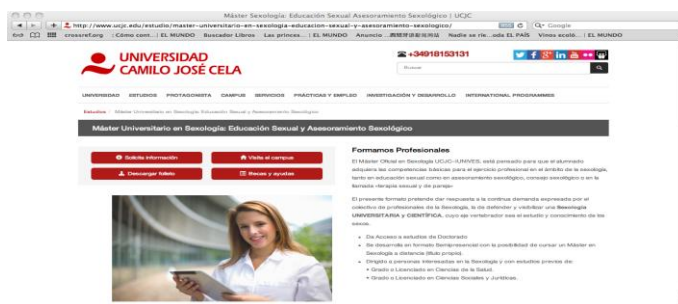 Máster Sexología: Educación Sexual Asesoramiento Sexológico | UCJC
http://www.ucjc.edu/estudio/master-universitario-en-sexologia-educacion-sexual-y-asesoramiento-sexologico/
Google
crossref.org ¿Cómo cont...| EL MUNDO Buscador Libros Las princes...| EL MUNDO Anuncio Nadie se ríe...ode EL PAÍS Vinos ecoló...| EL MUNDO
UNIVERSIDAD
CAMILO JOSÉ CELA
+34918153131
Buscar
UNIVERSIDAD ESTUDIOS PROTAGONISTA CAMPUS SERVICIOS PRÁCTICAS Y EMPLEO INVESTIGACIÓN Y DESARROLLO INTERNATIONAL PROGRAMMES
Estudios Máster Universitario en Sexología: Educación Sexual y Asesoramiento Sexológico
Máster Universitario en Sexología: Educación Sexual y Asesoramiento Sexológico
Solicita información
Visita el campus
Descargar folleto
Becas y ayudas
Formamos Profesionales
El Máster Oficial en Sexología UCJC-IUNIVES, está pensado para que el alumnado
adquiera las competencias básicas para el ejercicio profesional en el ámbito de la sexología,
tanto en educación sexual como en asesoramiento sexológico, consejo sexológico o en la
llamada «terapia sexual y de pareja»
El presente formato pretende dar respuesta a la continua demanda expresada por el
colectivo de profesionales de la Sexología, la de defender y visibilizar una Sexología
UNIVERSITARIA y CIENTÍFICA, cuyo eje vertebrador sea el estudio y conocimiento de los
sexos.
Da Acceso a estudios de Doctorado
Se desarrolla en formato Semipresencial con la posibilidad de cursar un Máster en
Sexología a distancia (título propio).
Dirigido a personas interesadas en la Sexología y con estudios previos de:
Grado o Licenciado en Ciencias de la Salud.
Grado o Licenciado en Ciencias Sociales y Jurídicas.